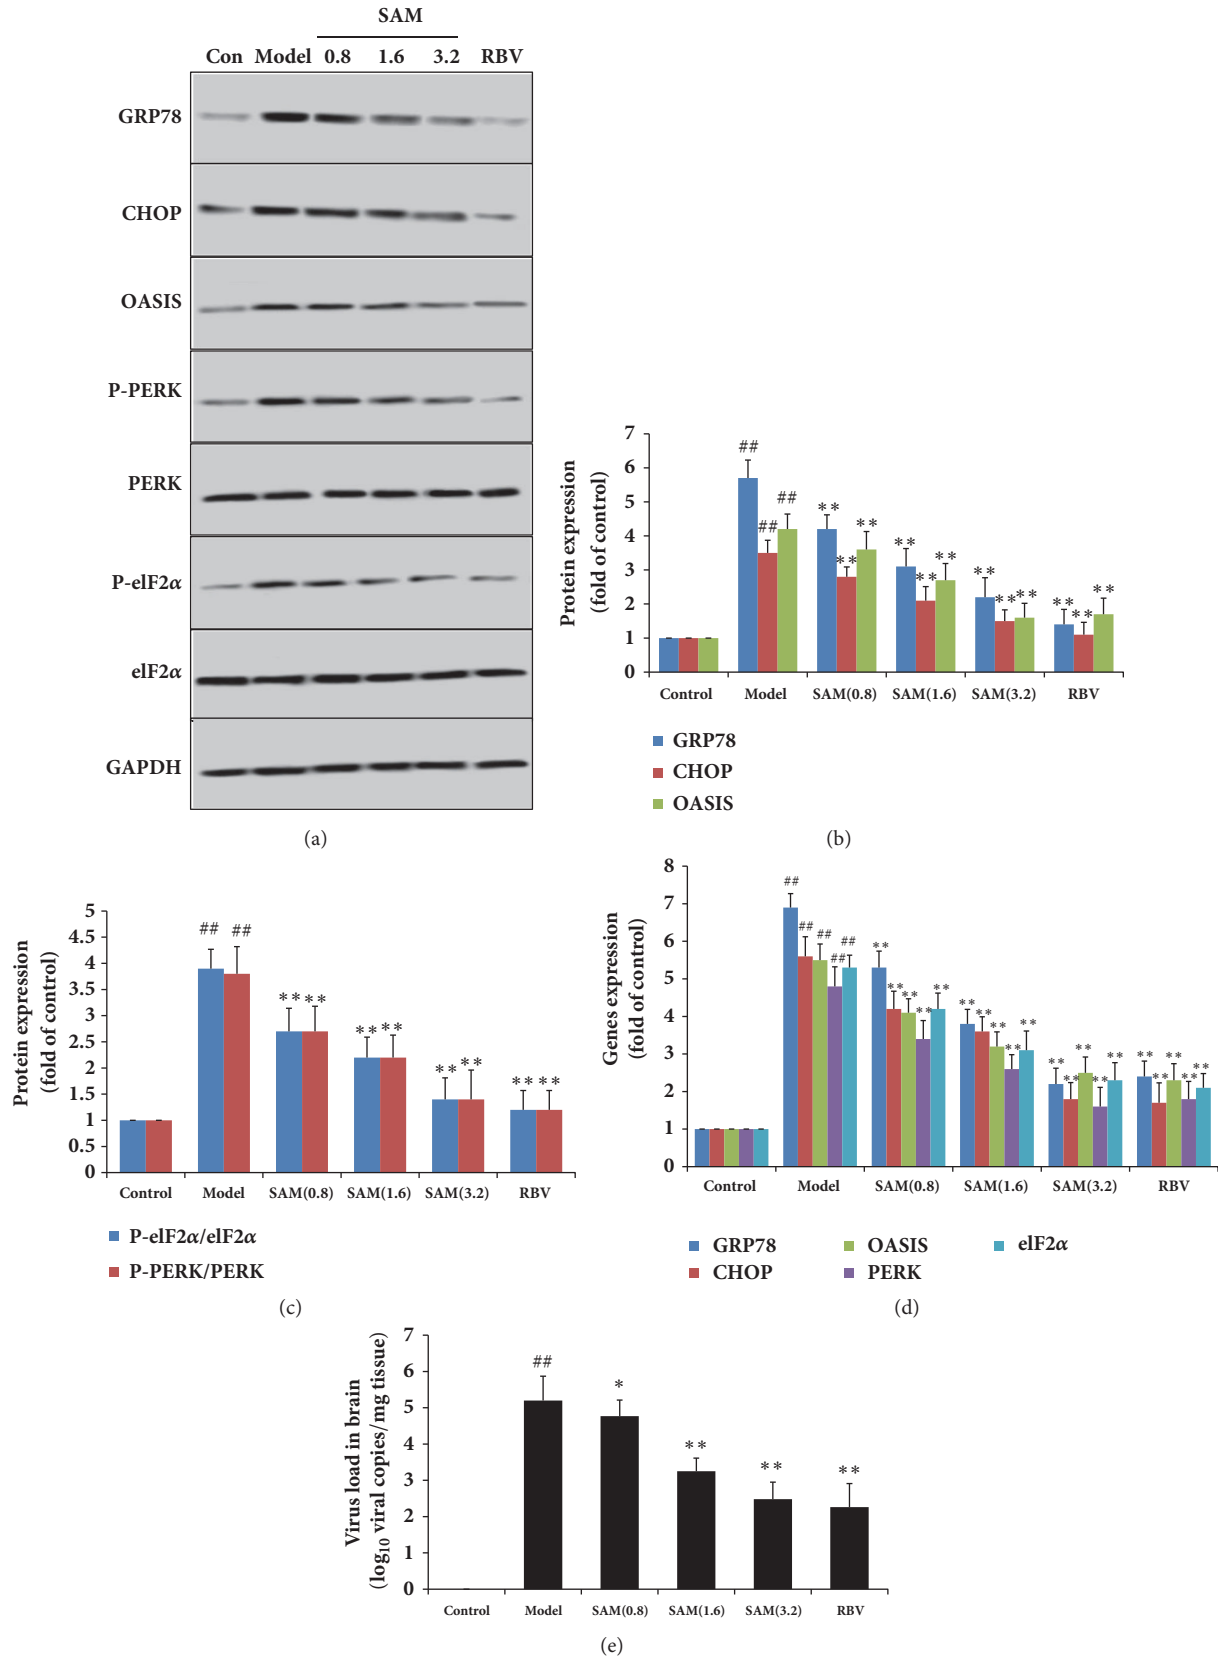 SAM
Con Model 0.8 1.6 3.2 RBV
GRP78
CHOP
OASIS
P-PERK
PERK
P-elF2α
elF2α
GAPDH
(a)
Protein expression
(fold of control)
7
6
5
4
3
2
1
0
## ## ##
** ** **
** ** **
** ** **
** ** **
Control Model SAM(0.8) SAM(1.6) SAM(3.2) RBV
GRP78
CHOP
OASIS
(b)
Protein expression
(fold of control)
5
4.5
4
3.5
3
2.5
2
1.5
1
0.5
0
## ##
** **
** **
** **
** **
Control Model SAM(0.8) SAM(1.6) SAM(3.2) RBV
P-elF2α/elF2α
P-PERK/PERK
(c)
Genes expression
(fold of control)
8
7
6
5
4
3
2
1
0
## ## ## ## ##
** ** ** ** **
** ** ** ** **
** ** ** ** **
** ** ** ** **
Control Model SAM(0.8) SAM(1.6) SAM(3.2) RBV
GRP78 OASIS elF2α
CHOP PERK
(d)
Virus load in brain
(log10 viral copies/mg tissue)
7
6
5
4
3
2
1
0
## * ** ** **
Control Model SAM(0.8) SAM(1.6) SAM(3.2) RBV
(e)